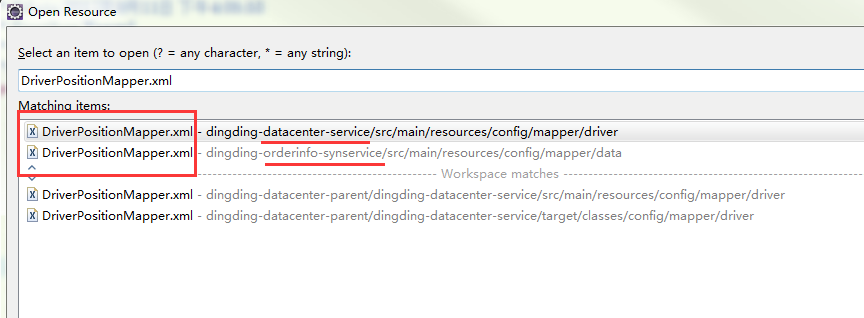 Open Resource
Select an item to open (? = any character, * = any string):
DriverPositionMapper.xml
Matching items:
DriverPositionMapper.xml - dingding-datacenter-service/src/main/resources/config/mapper/driver
DriverPositionMapper.xml - dingding-orderinfo-synservice/src/main/resources/config/mapper/data
Workspace matches
DriverPositionMapper.xml - dingding-datacenter-parent/dingding-datacenter-service/src/main/resources/config/mapper/driver
DriverPositionMapper.xml - dingding-datacenter-parent/dingding-datacenter-service/target/classes/config/mapper/driver